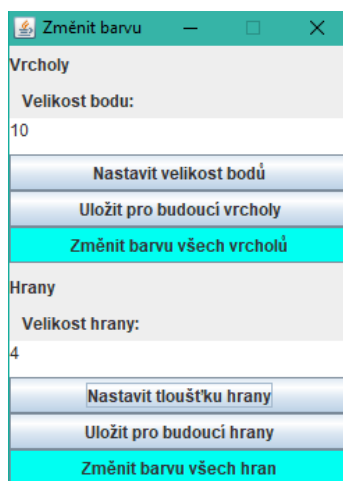 Změnit barvu
Vrcholy
Velikost bodu:
10
Nastavit velikost bodů
Uložit pro budoucí vrcholy
Změnit barvu všech vrcholů
Hrany
Velikost hrany:
4
Nastavit tloušťku hrany
Uložit pro budoucí hrany
Změnit barvu všech hran